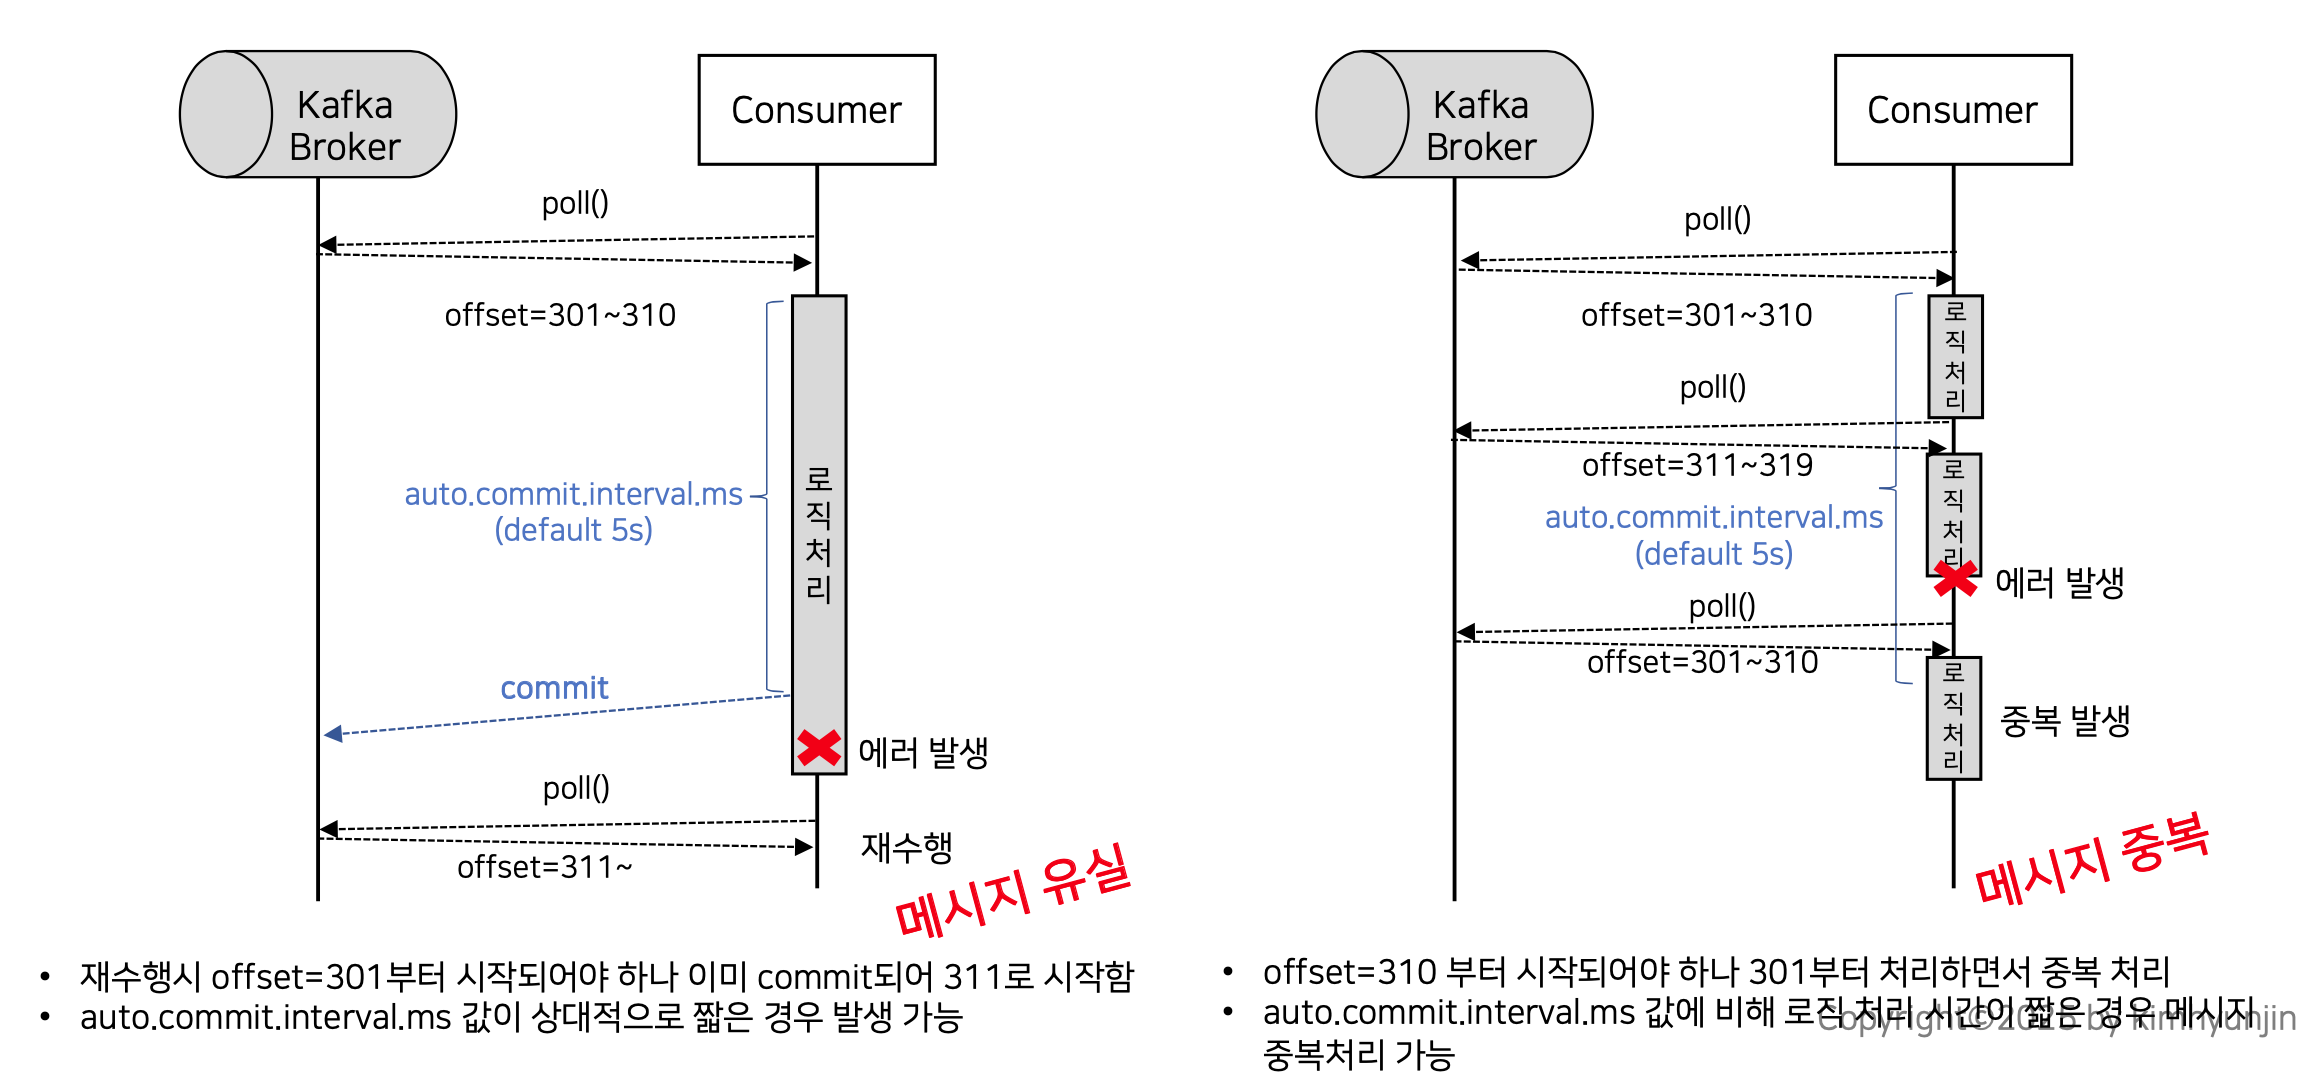 Kafka
Broker
Consumer
poll()
offset=301~310
auto.commit.interval.ms
(default 5s)
로
직
처
리
commit
에러 발생
poll()
재수행
offset=311~
메시지 유실
• 재수행시 offset=301부터 시작되어야 하나 이미 commit되어 311로 시작함
• auto.commit.interval.ms 값이 상대적으로 짧은 경우 발생 가능
Kafka
Broker
Consumer
poll()
offset=301~310
로
직
처
리
poll()
offset=311~319
로
직
처
리
auto.commit.interval.ms
(default 5s)
에러 발생
poll()
offset=301~310
로
직
처
리
중복 발생
메시지 중복
• offset=310 부터 시작되어야 하나 301부터 처리하면서 중복 처리
• auto.commit.interval.ms 값에 비해 로직 처리 시간이 짧은 경우 메시지
중복처리 가능
Copyright© by kimhyunjin